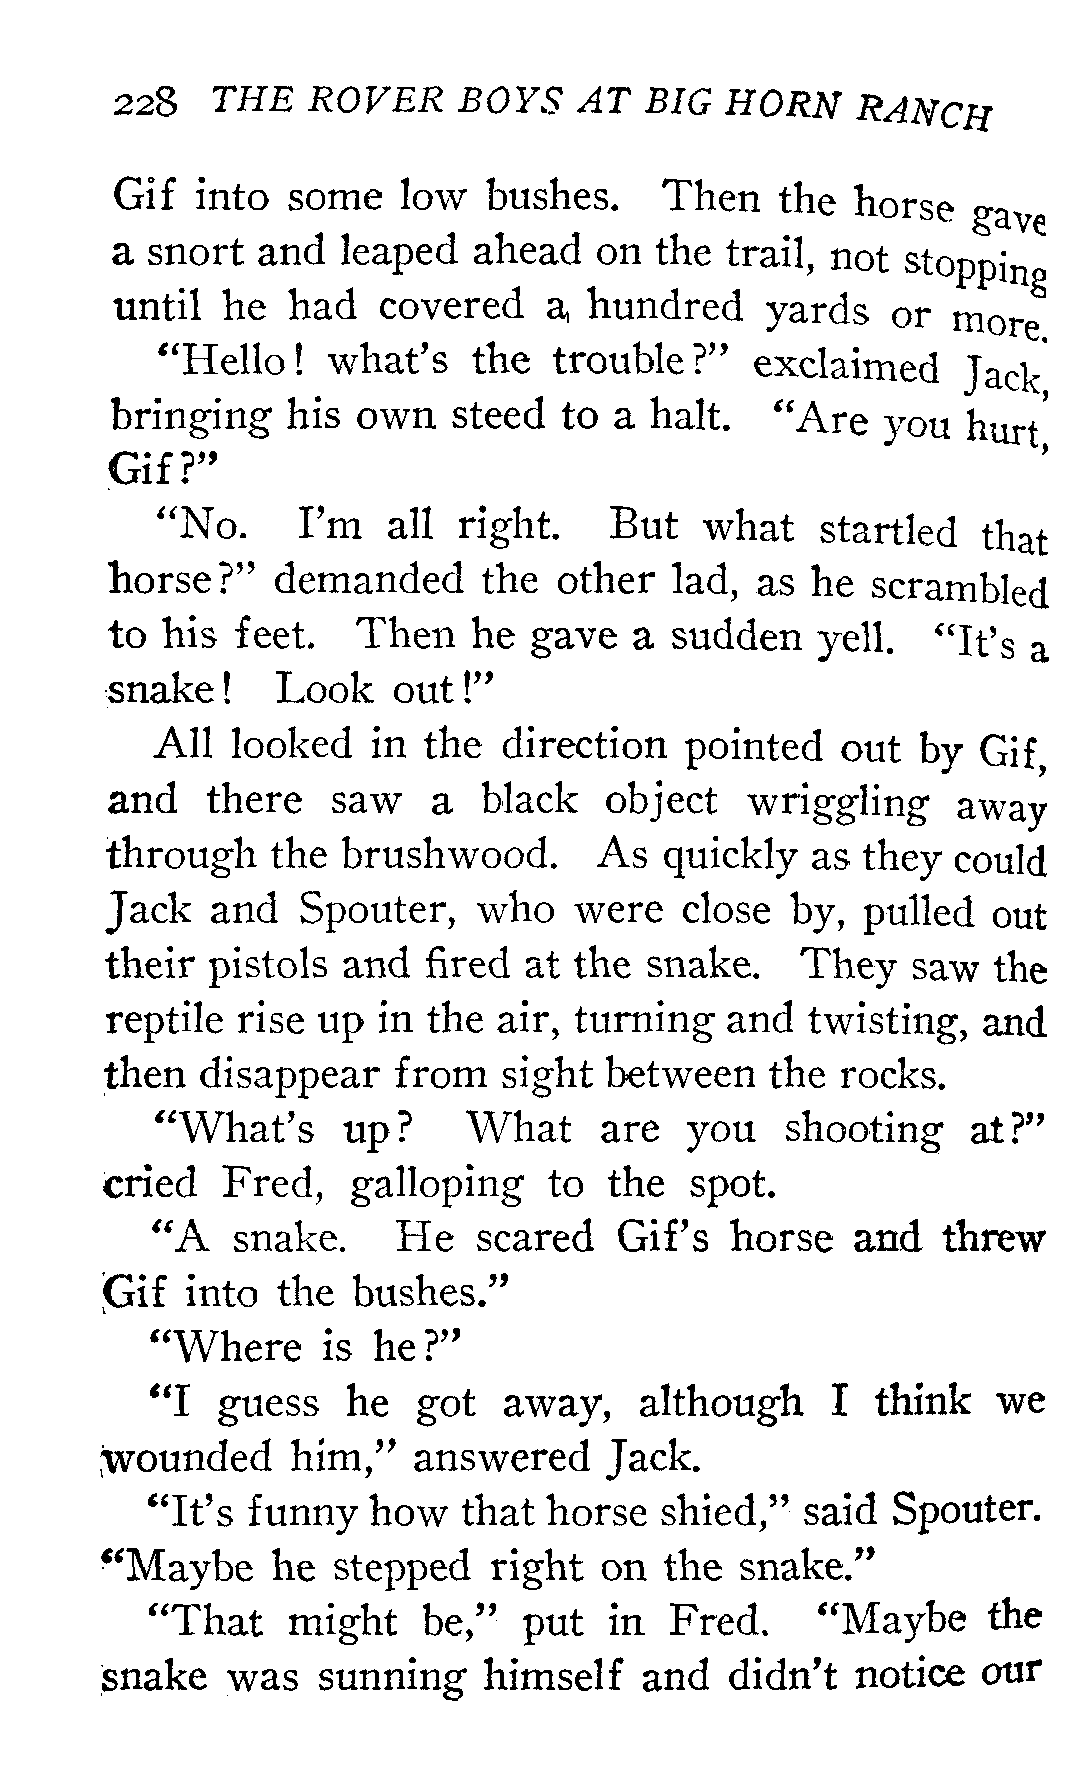 228 THE ROVER BOYS AT BIG HORN RANCH
Gif into some low bushes. Then the horse gave
a snort and leaped ahead on the trail, not stopping
until he had covered a hundred yards or more.
“Hello! what’s the trouble?” exclaimed Jack,
bringing his own steed to a halt. “Are you hurt,
Gif?”
“No. I’m all right. But what startled that
horse?” demanded the other lad, as he scrambled
to his feet. Then he gave a sudden yell. “It’s a
snake! Look out!”
All looked in the direction pointed out by Gif,
and there saw a black object wriggling away
through the brushwood. As quickly as they could
Jack and Spouter, who were close by, pulled out
their pistols and fired at the snake. They saw the
reptile rise up in the air, turning and twisting, and
then disappear from sight between the rocks.
“What’s up? What are you shooting at?”
cried Fred, galloping to the spot.
“A snake. He scared Gif’s horse and threw
Gif into the bushes.”
“Where is he?”
“I guess he got away, although I think we
wounded him,” answered Jack.
“It’s funny how that horse shied,” said Spouter.
“Maybe he stepped right on the snake.”
“That might be,” put in Fred. “Maybe the
snake was sunning himself and didn’t notice our